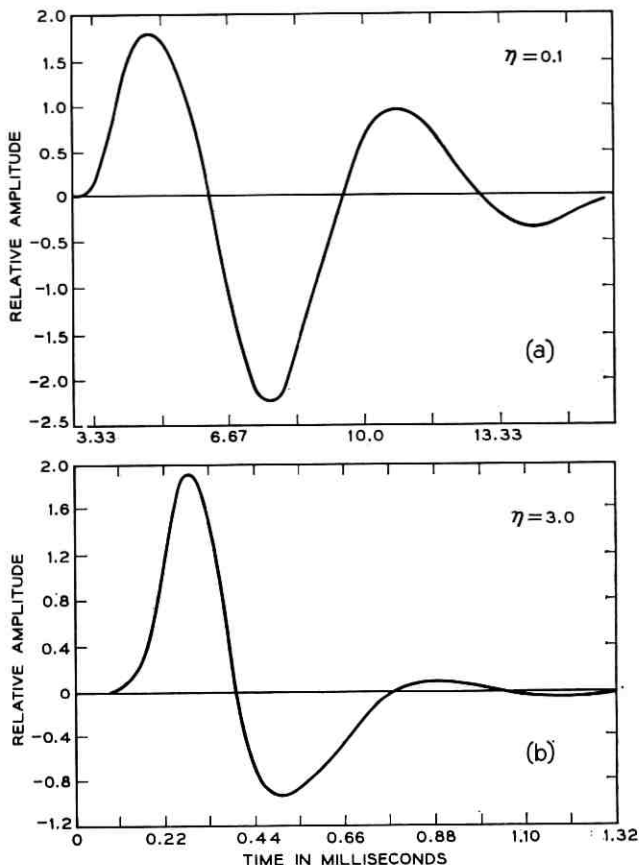 2.0
η = 0.1
1.5
1.0
0.5
0
-0.5
-1.0
-1.5
-2.0
-2.5
RELATIVE AMPLITUDE
(a)
3.33 6.67 10.0 13.33
2.0
η = 3.0
1.6
1.2
0.8
0.4
0
-0.4
-0.8
-1.2
RELATIVE AMPLITUDE
(b)
0 0.22 0.44 0.66 0.88 1.10 1.32
TIME IN MILLISECONDS